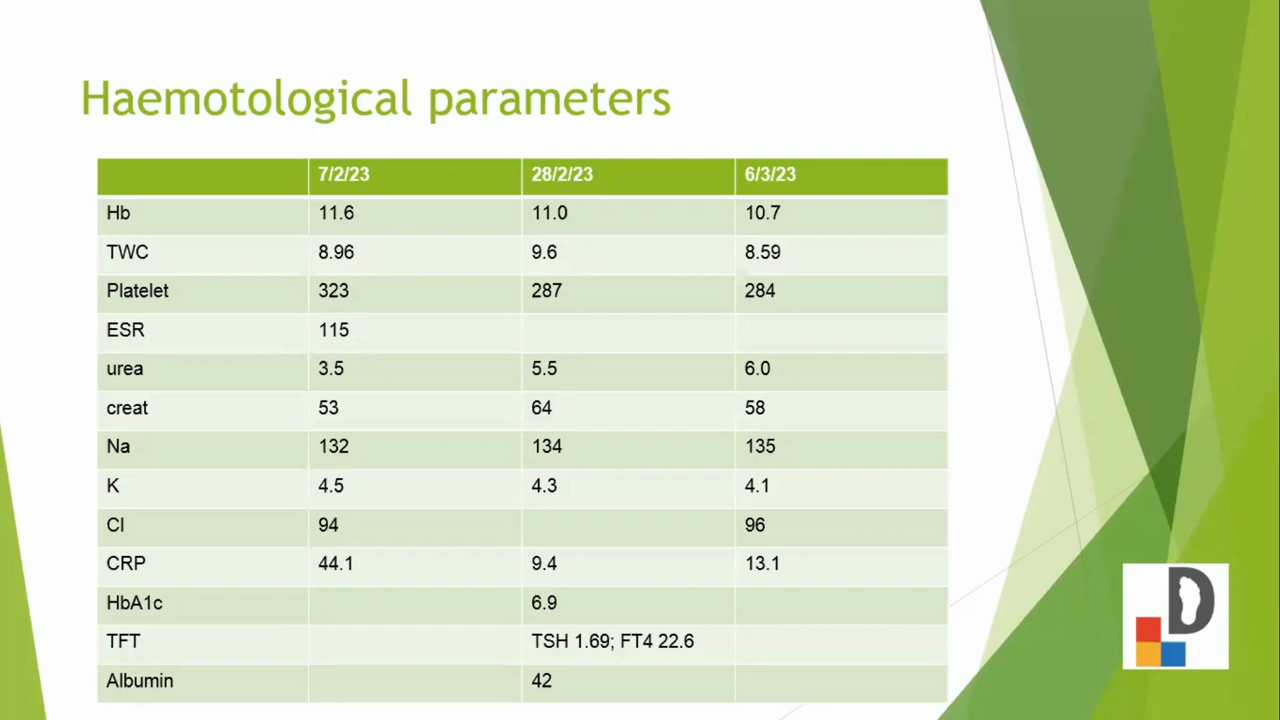 Haemotological parameters
7/2/23 28/2/23 6/3/23
Hb 11.6 11.0 10.7
TWC 8.96 9.6 8.59
Platelet 323 287 284
ESR 115
urea 3.5 5.5 6.0
creat 53 64 58
Na 132 134 135
K 4.5 4.3 4.1
Cl 94 96
CRP 44.1 9.4 13.1
HbA1c 6.9
TFT TSH 1.69; FT4 22.6
Albumin 42
D